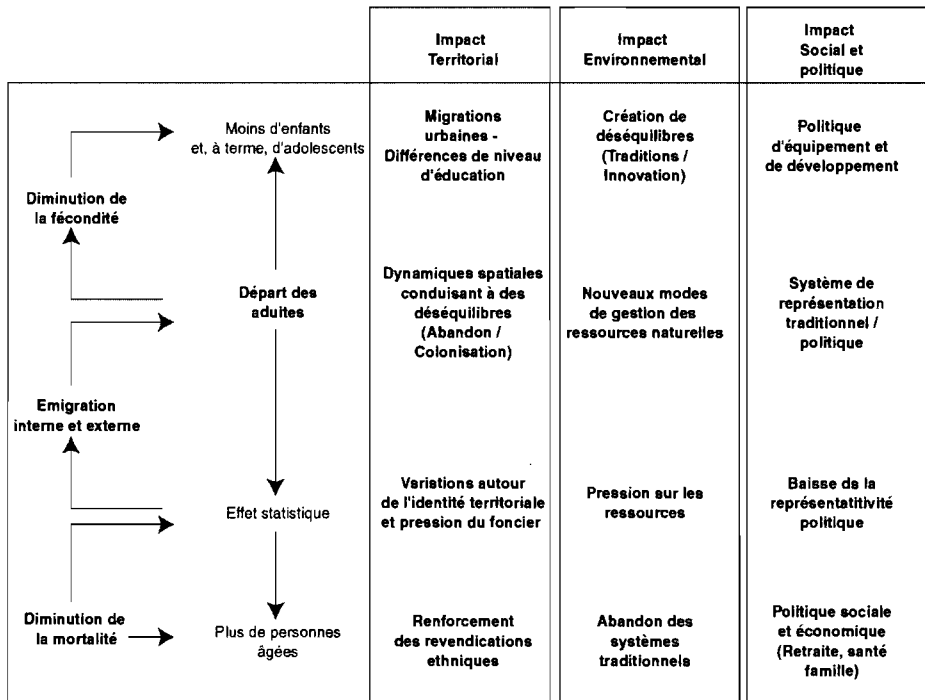 Impact
Territorial
Impact
Environnemental
Impact
Social et
politique
Moins d'enfants
et, à terme, d'adolescents
Migrations
urbaines -
Différences de niveau
d'éducation
Création de
déséquilibres
(Traditions /
Innovation)
Politique
d'équipement et
de développement
Diminution de
la fécondité
Départ des
adultes
Dynamiques spatiales
conduisant à des
déséquilibres
(Abandon /
Colonisation)
Nouveaux modes
de gestion des
ressources naturelles
Système de
représentation
traditionnel /
politique
Emigration
interne et externe
Effet statistique
Variations autour
de l'identité territoriale
et pression du foncier
Pression sur les
ressources
Baisse de la
représentatitivité
politique
Diminution de
la mortalité
Plus de personnes
âgées
Renforcement
des revendications
ethniques
Abandon des
systèmes
traditionnels
Politique sociale
et économique
(Retraite, santé
famille)